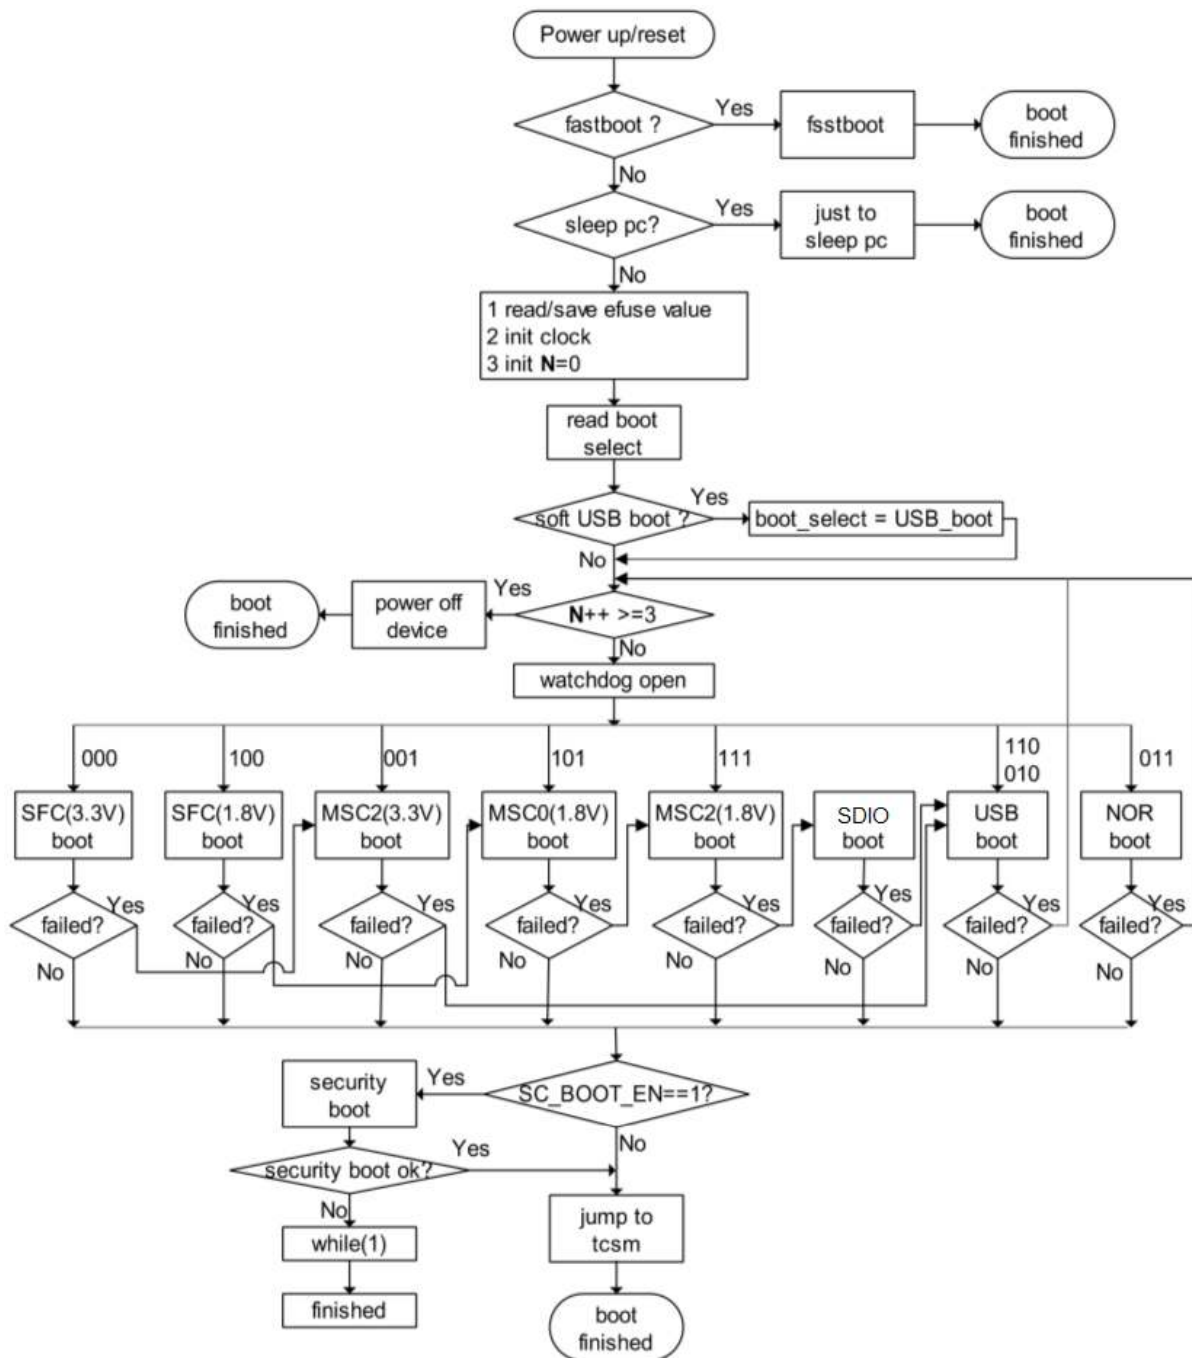 Power up/reset
fastboot ?
Yes
fsstboot
boot
finished
No
sleep pc?
Yes
just to
sleep pc
boot
finished
No
1 read/save efuse value
2 init clock
3 init N=0
read boot
select
soft USB boot ?
Yes
boot_select = USB_boot
No
N++ >=3
Yes
power off
device
boot
finished
No
watchdog open
000
100
001
101
111
110
010
011
SFC(3.3V)
boot
SFC(1.8V)
boot
MSC2(3.3V)
boot
MSC0(1.8V)
boot
MSC2(1.8V)
boot
SDIO
boot
USB
boot
NOR
boot
failed?
Yes
No
failed?
Yes
No
failed?
Yes
No
failed?
Yes
No
failed?
Yes
No
failed?
Yes
No
failed?
Yes
No
failed?
Yes
No
SC_BOOT_EN==1?
Yes
security
boot
No
security boot ok?
Yes
No
while(1)
finished
jump to
tcsm
boot
finished